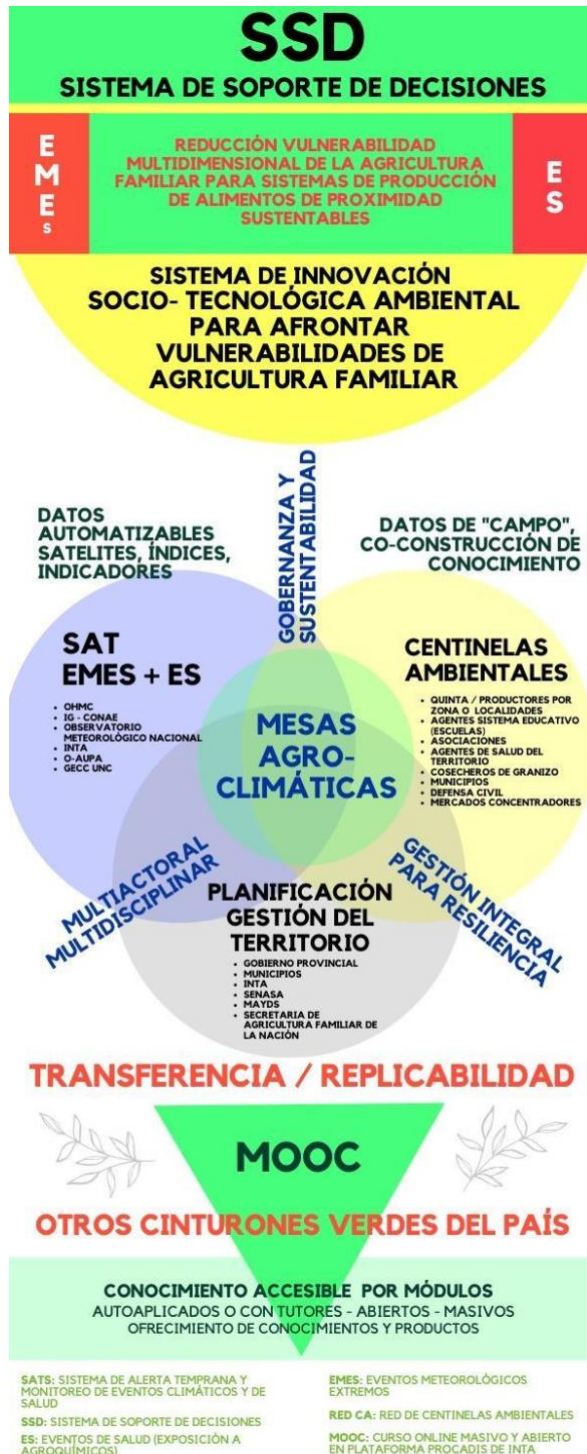 SSD
SISTEMA DE SOPORTE DE DECISIONES
E
M
E
S
REDUCCIÓN VULNERABILIDAD
MULTIDIMENSIONAL DE LA AGRICULTURA
FAMILIAR PARA SISTEMAS DE PRODUCCIÓN
DE ALIMENTOS DE PROXIMIDAD
SUSTENTABLES
E
S
SISTEMA DE INNOVACIÓN
SOCIO- TECNOLÓGICA AMBIENTAL
PARA AFRONTAR
VULNERABILIDADES DE
AGRICULTURA FAMILIAR
GOBERNANZA Y
SUSTENTABILIDAD
DATOS
AUTOMATIZABLES
SATELITES, ÍNDICES,
INDICADORES
DATOS DE "CAMPO",
CO-CONSTRUCCIÓN DE
CONOCIMIENTO
SAT
EMES + ES
• OHMC
• IG - CONAE
• OBSERVATORIO
METEOROLÓGICO NACIONAL
• INTA
• O-AUPA
• GECC UNC
CENTINELAS
AMBIENTALES
• QUINTA / PRODUCTORES POR
ZONA O LOCALIDADES
• AGENTES SISTEMA EDUCATIVO
(ESCUELAS)
• ASOCIACIONES
• AGENTES DE SALUD DEL
TERRITORIO
• COSECHEROS DE GRANIZO
• MUNICIPIOS
• DEFENSA CIVIL
• MERCADOS CONCENTRADORES
MESAS
AGRO-
CLIMÁTICAS
MULTIACTORAL
MULTIDISCIPLINAR
GESTIÓN INTEGRAL
PARA RESILIENCIA
PLANIFICACIÓN
GESTIÓN DEL
TERRITORIO
• GOBIERNO PROVINCIAL
• MUNICIPIOS
• INTA
• SENASA
• MAYDS
• SECRETARIA DE
AGRICULTURA FAMILIAR DE
LA NACIÓN
TRANSFERENCIA / REPLICABILIDAD
MOOC
OTROS CINTURONES VERDES DEL PAÍS
CONOCIMIENTO ACCESIBLE POR MÓDULOS
AUTOAPLICADOS O CON TUTORES - ABIERTOS - MASIVOS
OFRECIMIENTO DE CONOCIMIENTOS Y PRODUCTOS
SATS: SISTEMA DE ALERTA TEMPRANA Y
MONITOREO DE EVENTOS CLIMÁTICOS Y DE
SALUD
SSD: SISTEMA DE SOPORTE DE DECISIONES
ES: EVENTOS DE SALUD (EXPOSICIÓN A
AGROQUÍMICOS)
EMES: EVENTOS METEOROLÓGICOS
EXTREMOS
RED CA: RED DE CENTINELAS AMBIENTALES
MOOC: CURSO ONLINE MASIVO Y ABIERTO
EN PLATAFORMA PROCADIS DE INTA